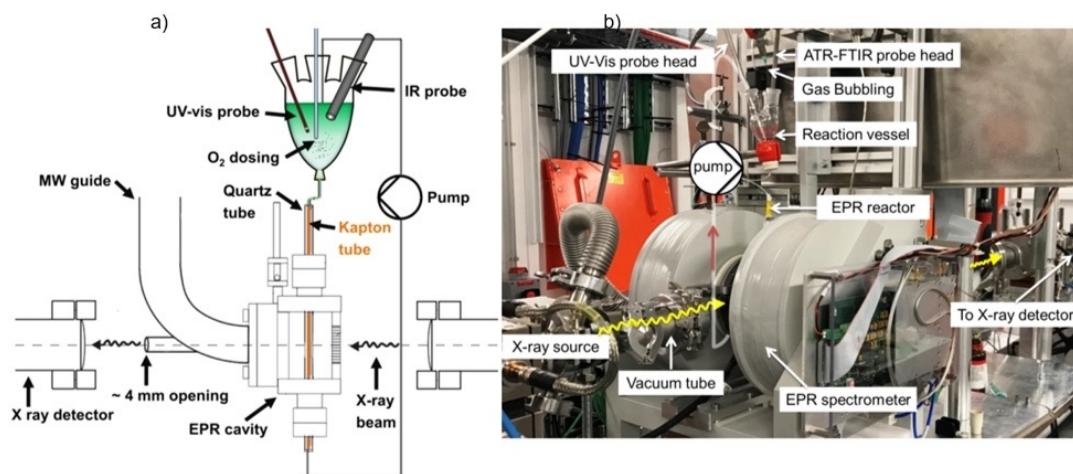 a)
IR probe
UV-vis probe
O₂ dosing
MW guide
Quartz
tube
Pump
Kapton
tube
X ray detector
~ 4 mm opening
EPR cavity
X-ray
beam
b)
UV-Vis probe head
ATR-FTIR probe head
Gas Bubbling
Reaction vessel
pump
EPR reactor
To X-ray detector
X-ray source
Vacuum tube
EPR spectrometer